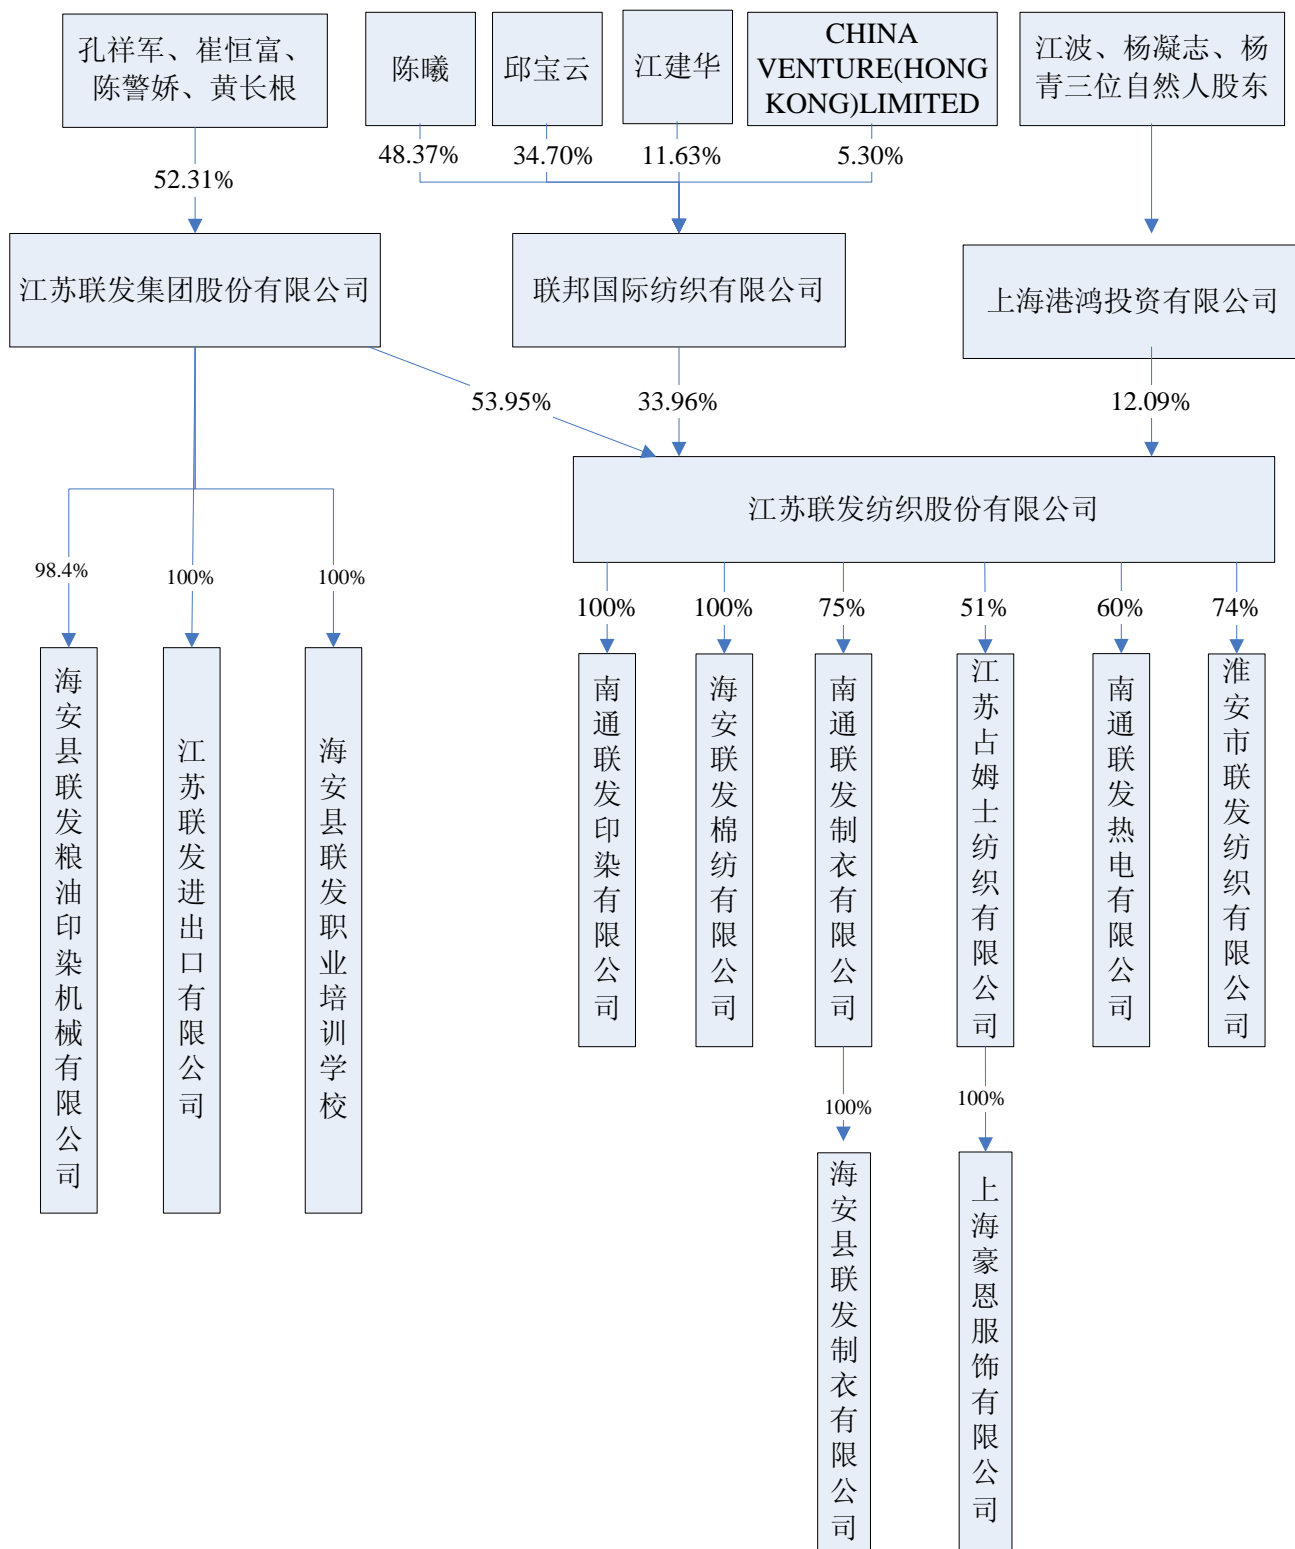 孔祥军、崔恒富、
陈警娇、黄长根
陈曦
邱宝云
江建华
CHINA
VENTURE(HONG
KONG)LIMITED
江波、杨凝志、杨
青三位自然人股东
52.31%
48.37%
34.70%
11.63%
5.30%
江苏联发集团股份有限公司
联邦国际纺织有限公司
上海港鸿投资有限公司
53.95%
33.96%
12.09%
江苏联发纺织股份有限公司
98.4%
100%
100%
100%
100%
75%
51%
60%
74%
海安县联发粮油印染机械有限公司
江苏联发进出口有限公司
海安县联发职业培训学校
南通联发印染有限公司
海安联发棉纺有限公司
南通联发制衣有限公司
江苏占姆士纺织有限公司
南通联发热电有限公司
淮安市联发纺织有限公司
100%
100%
海安县联发制衣有限公司
上海豪恩服饰有限公司